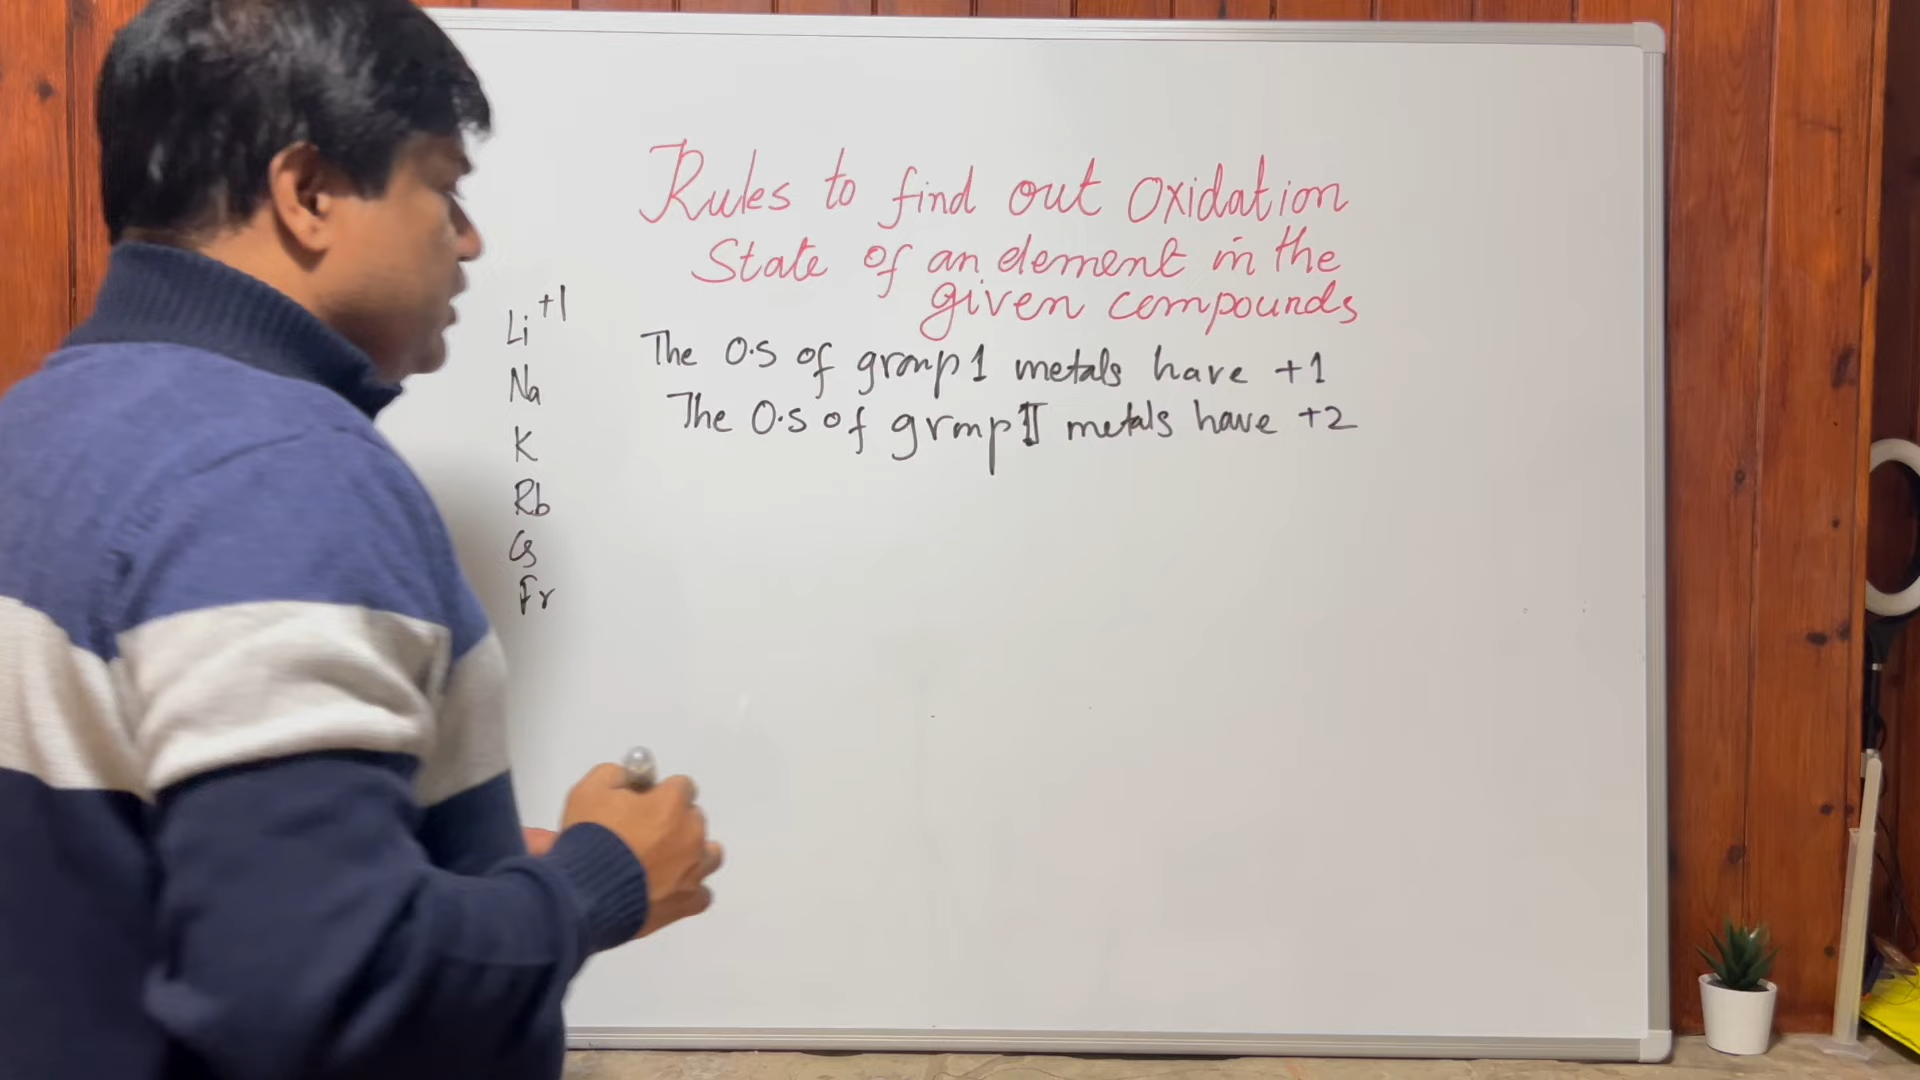 Rules to find out Oxidation
State of an element in the
given compounds
The O.S of group 1 metals have +1
The O.S of group II metals have +2
Li +1
Na
K
Rb
Cs
Fr